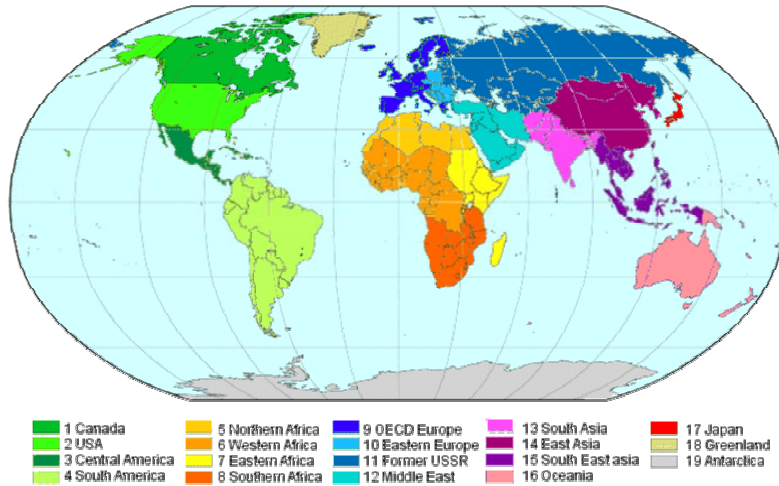 1 Canada
2 USA
3 Central America
4 South America
5 Northern Africa
6 Western Africa
7 Eastern Africa
8 Southern Africa
9 OECD Europe
10 Eastern Europe
11 Former USSR
12 Middle East
13 South Asia
14 East Asia
15 South East asia
16 Oceania
17 Japan
18 Greenland
19 Antarctica